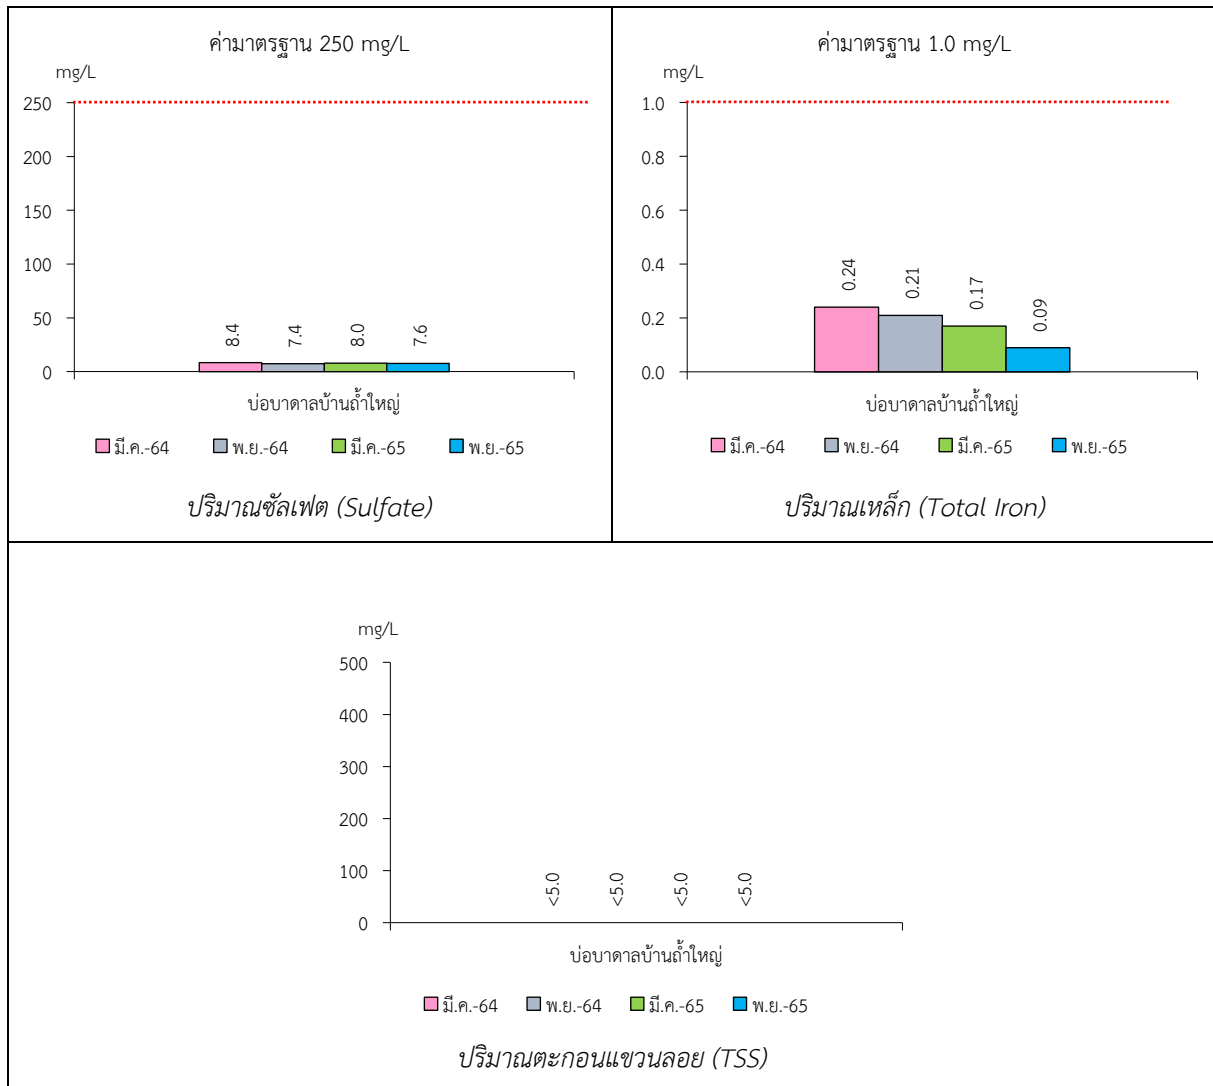 ค่ามาตรฐาน 250 mg/L
mg/L
250
200
150
100
50
0
8.4
7.4
8.0
7.6
บ่อบาดาลบ้านถ้ำใหญ่
มี.ค.-64 พ.ย.-64 มี.ค.-65 พ.ย.-65
ปริมาณซัลเฟต (Sulfate)
ค่ามาตรฐาน 1.0 mg/L
mg/L
1.0
0.8
0.6
0.4
0.2
0.0
0.24
0.21
0.17
0.09
บ่อบาดาลบ้านถ้ำใหญ่
มี.ค.-64 พ.ย.-64 มี.ค.-65 พ.ย.-65
ปริมาณเหล็ก (Total Iron)
mg/L
500
400
300
200
100
0
<5.0
<5.0
<5.0
<5.0
บ่อบาดาลบ้านถ้ำใหญ่
มี.ค.-64 พ.ย.-64 มี.ค.-65 พ.ย.-65
ปริมาณตะกอนแขวนลอย (TSS)